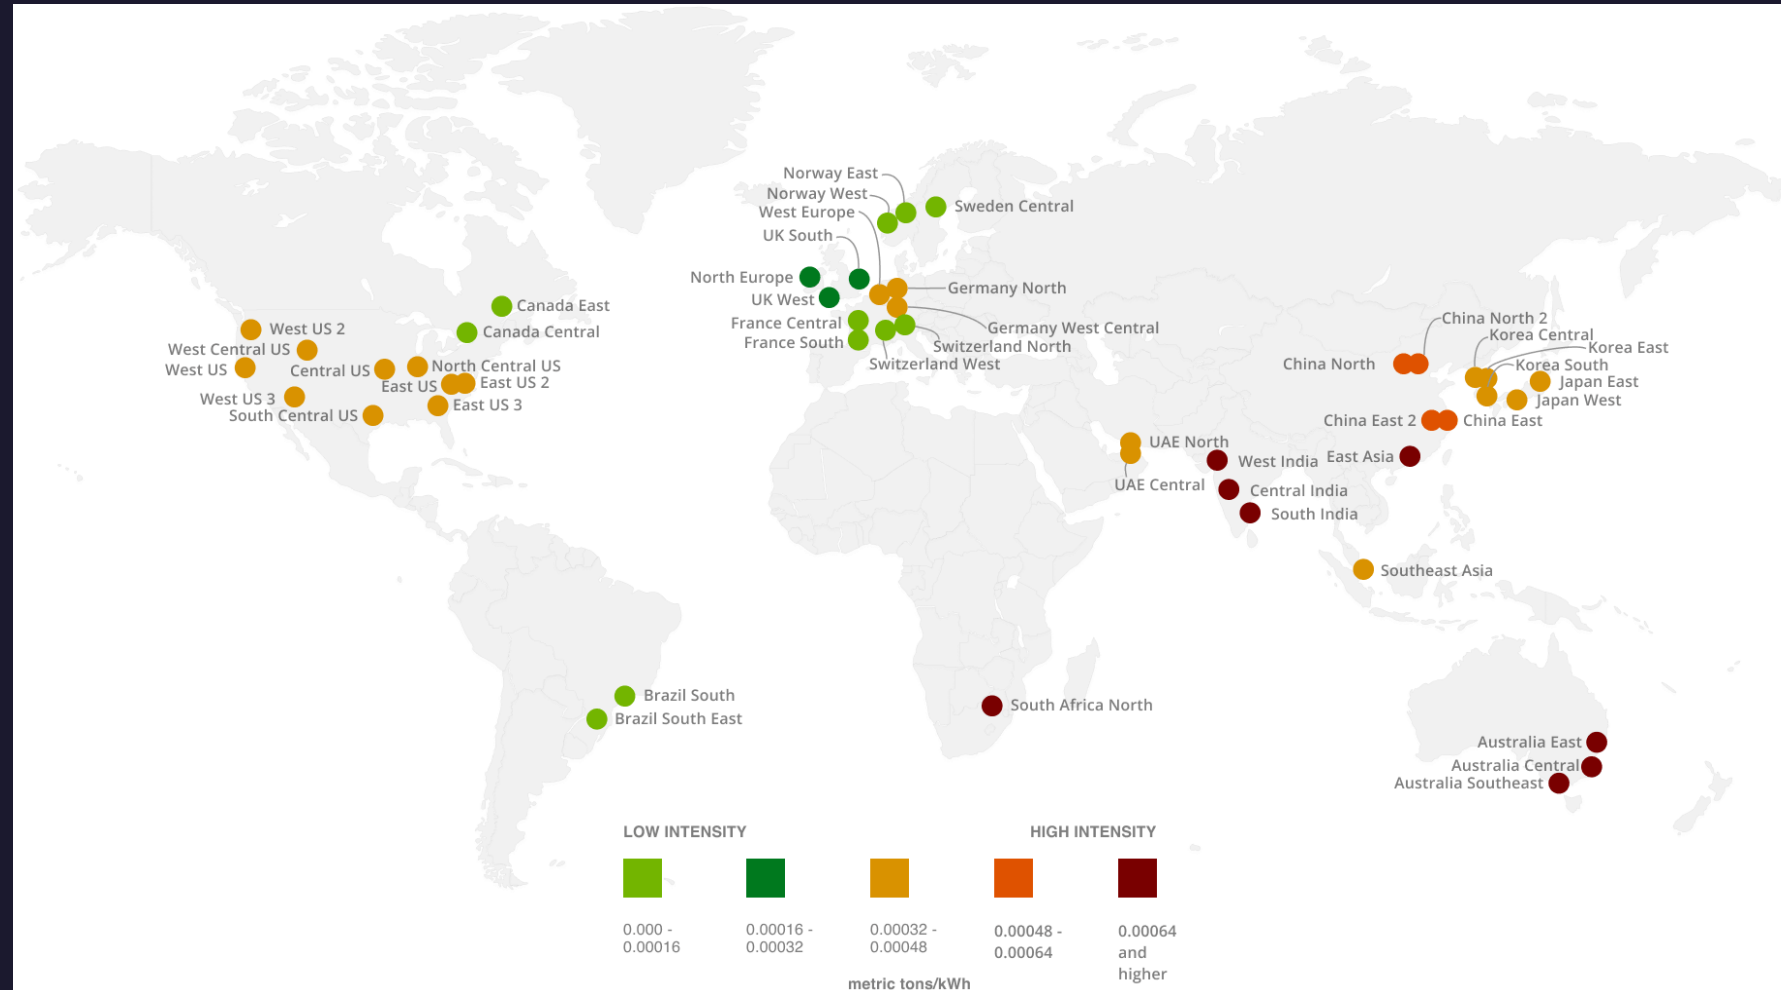 Norway East
Norway West
West Europe
Sweden Central
UK South
North Europe
Germany North
UK West
Canada East
France Central
Canada Central
West US 2
Germany West Central
France South
Switzerland North
Switzerland West
China North 2
Korea Central
Korea East
Korea South
China North
Japan East
Japan West
West Central US
West US
Central US
North Central US
East US
East US 2
West US 3
East US 3
South Central US
China East 2
China East
UAE North
UAE Central
West India
East Asia
Central India
South India
Southeast Asia
Brazil South
Brazil South East
South Africa North
Australia East
Australia Central
Australia Southeast
LOW INTENSITY
HIGH INTENSITY
0.000 -
0.00016
0.00016 -
0.00032
0.00032 -
0.00048
0.00048 -
0.00064
0.00064
and
higher
metric tons/kWh